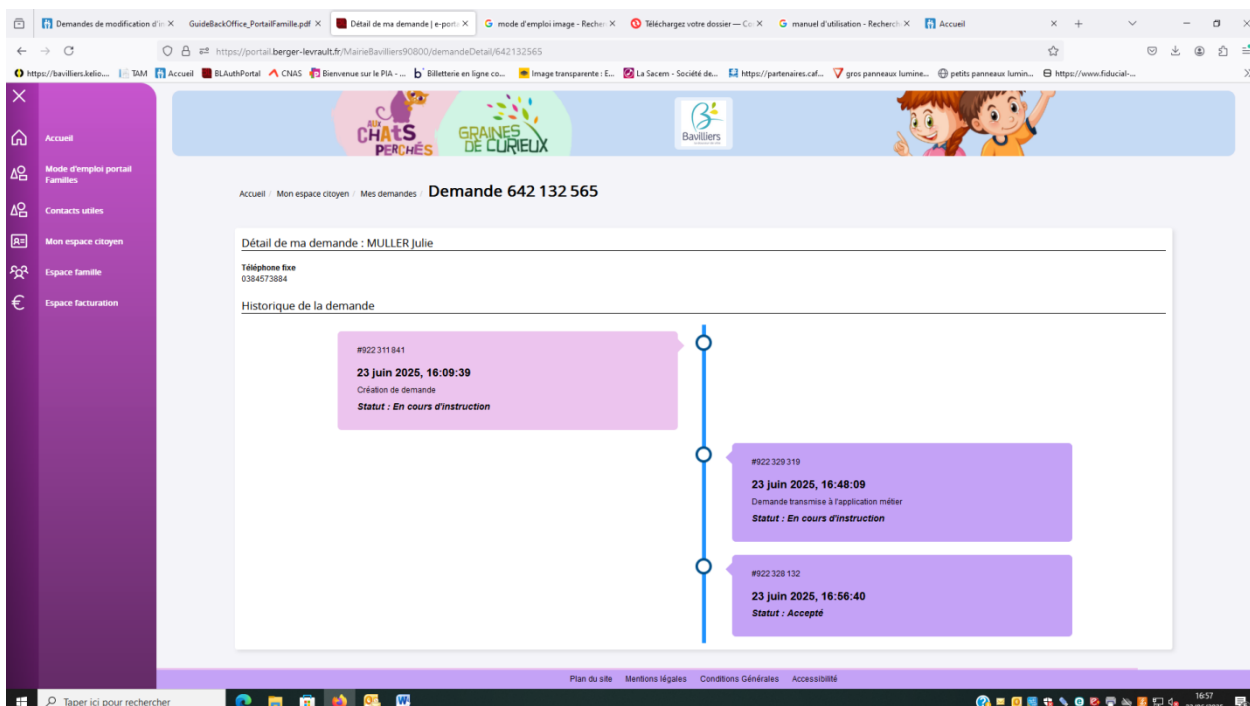 Demandes de modification d'in
GuideBackOffice_PortailFamille.pdf
Détail de ma demande | e-porta
mode d'emploi image - Recher
Téléchargez votre dossier — Co
manuel d'utilisation - Recherch
Accueil
https://portail.berger-levrault.fr/MairieBavilliers90800/demandeDetail/642132565
https://bavilliers.kelio....
TAM
Accueil
BLAuthPortal
CNAS
Bienvenue sur le PIA - ...
Billetterie en ligne co...
Image transparente : E...
La Sacem - Société de...
https://partenaires.caf...
gros panneaux lumine...
petits panneaux lumin...
https://www.fiducial-...
AUX
CHATS
PERCHÉS
GRAINES
DE CURIEUX
Bavilliers
Accueil
Mode d'emploi portail
Familles
Contacts utiles
Mon espace citoyen
Espace famille
Espace facturation
Accueil / Mon espace citoyen / Mes demandes / Demande 642 132 565
Détail de ma demande : MULLER Julie
Téléphone fixe
0384573884
Historique de la demande
#922 311 841
23 juin 2025, 16:09:39
Création de demande
Statut : En cours d'instruction
#922 329 319
23 juin 2025, 16:48:09
Demande transmise à l'application métier
Statut : En cours d'instruction
#922 328 132
23 juin 2025, 16:56:40
Statut : Accepté
Plan du site Mentions légales Conditions Générales Accessibilité
Taper ici pour rechercher
16:57